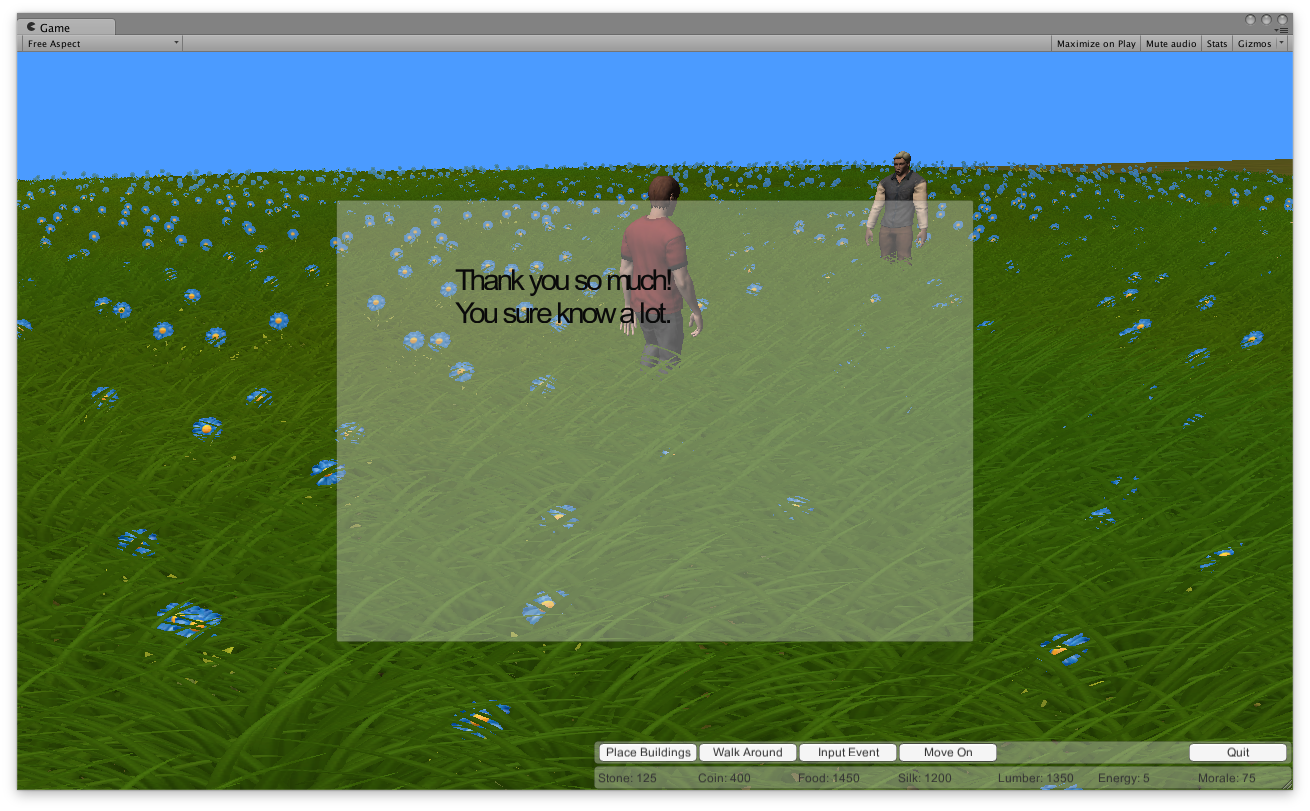 Game
Free Aspect
Maximize on Play Mute audio Stats Gizmos
Thank you so much!
You sure know a lot.
Place Buildings Walk Around Input Event Move On Quit
Stone: 125 Coin: 400 Food: 1450 Silk: 1200 Lumber: 1350 Energy: 5 Morale: 75